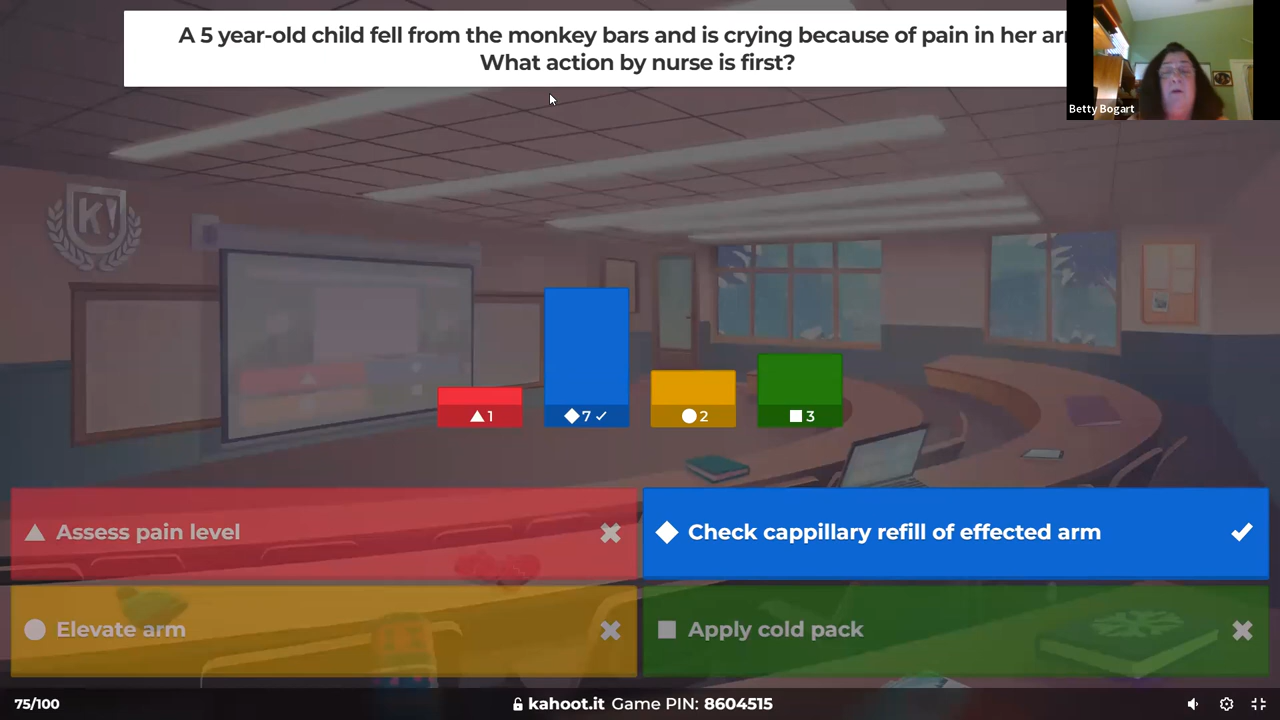 A 5 year-old child fell from the monkey bars and is crying because of pain in her
What action by nurse is first?
Betty Bogart
K!
1
7
2
3
Assess pain level
Check cappillary refill of effected arm
Elevate arm
Apply cold pack
75/100
kahoot.it Game PIN: 8604515